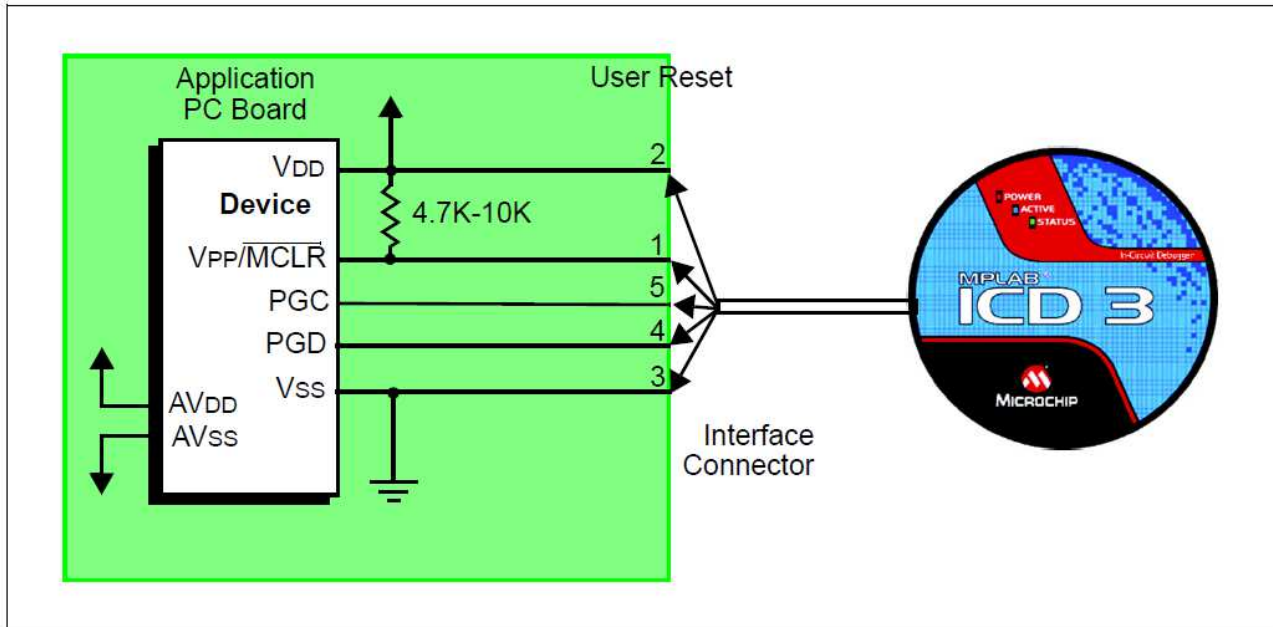 Application
PC Board
User Reset
VDD
2
Device
4.7K-10K
VPP/MCLR
1
PGC
5
PGD
4
VSS
3
AVDD
AVSS
Interface
Connector
POWER
ACTIVE
STATUS
In-Circuit Debugger
MPLAB®
ICD 3
MICROCHIP